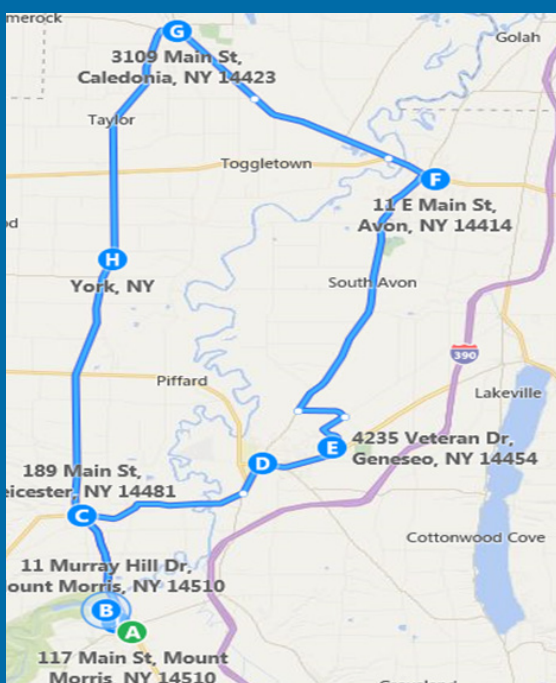 merock
G
Golah
3109 Main St,
Caledonia, NY 14423
Taylor
Toggletown
F
11 E Main St,
Avon, NY 14414
od
H
York, NY
South Avon
390
Piffard
Lakeville
E
4235 Veteran Dr,
Geneseo, NY 14454
D
189 Main St,
eicester, NY 14481
C
Cottonwood Cove
11 Murray Hill Dr,
ount Morris, NY 14510
B
A
117 Main St, Mount
Morris, NY 14510